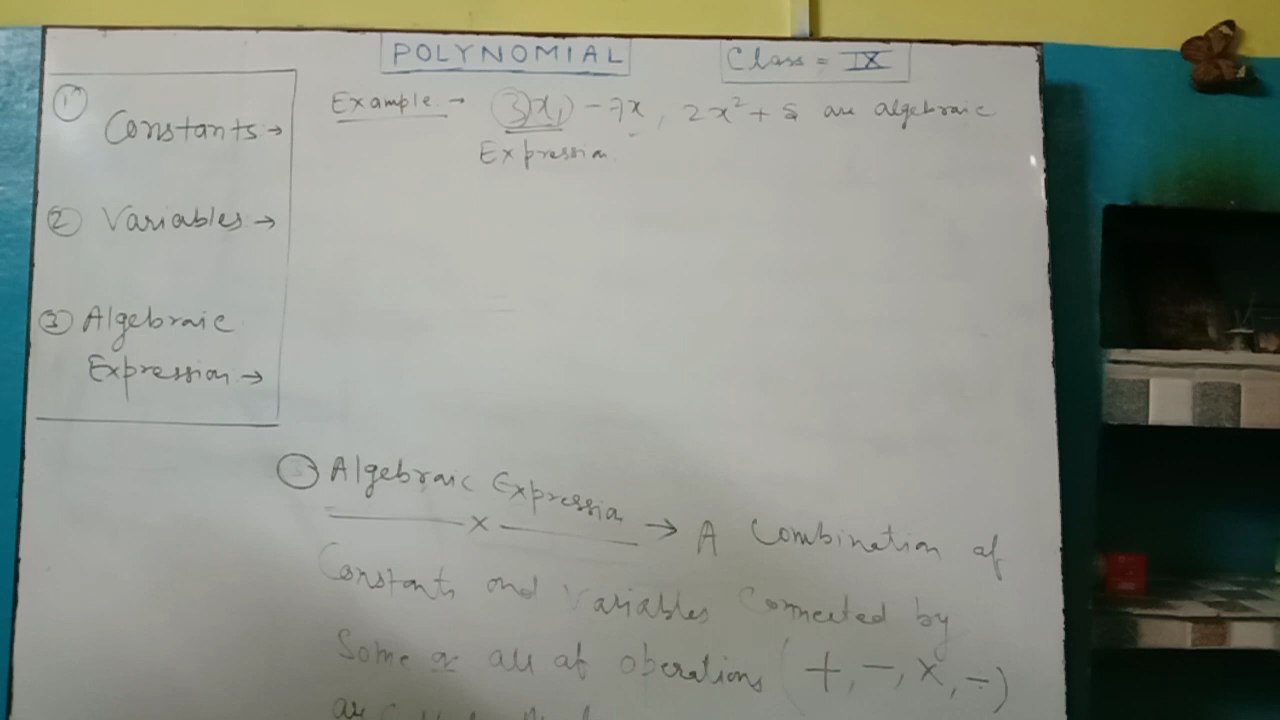 POLYNOMIAL
Class = IX
① Constants →
② Variables →
③ Algebraic
Expression →
Example → 3x, -7x, 2x² + 5 are algebraic
Expression.
Algebraic Expression → A Combination of
Constants and Variables Connected by
Some or all of operations (+, -, ×, ÷)
are